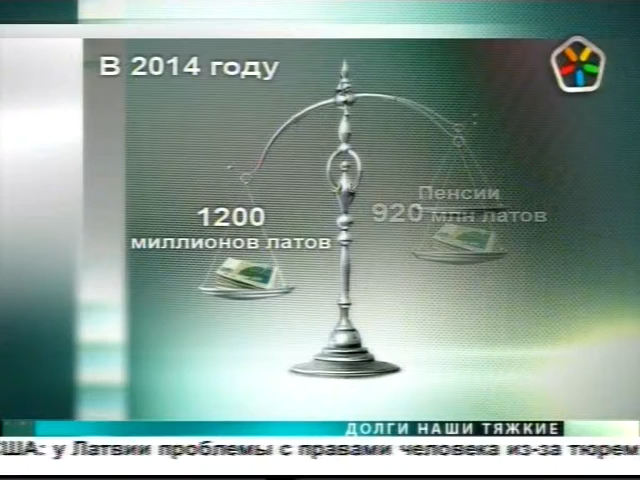 В 2014 году
1200
миллионов латов
Пенсии
920 млн латов
ДОЛГИ НАШИ ТЯЖКИЕ
США: у Латвии проблемы с правами человека из-за тюрем